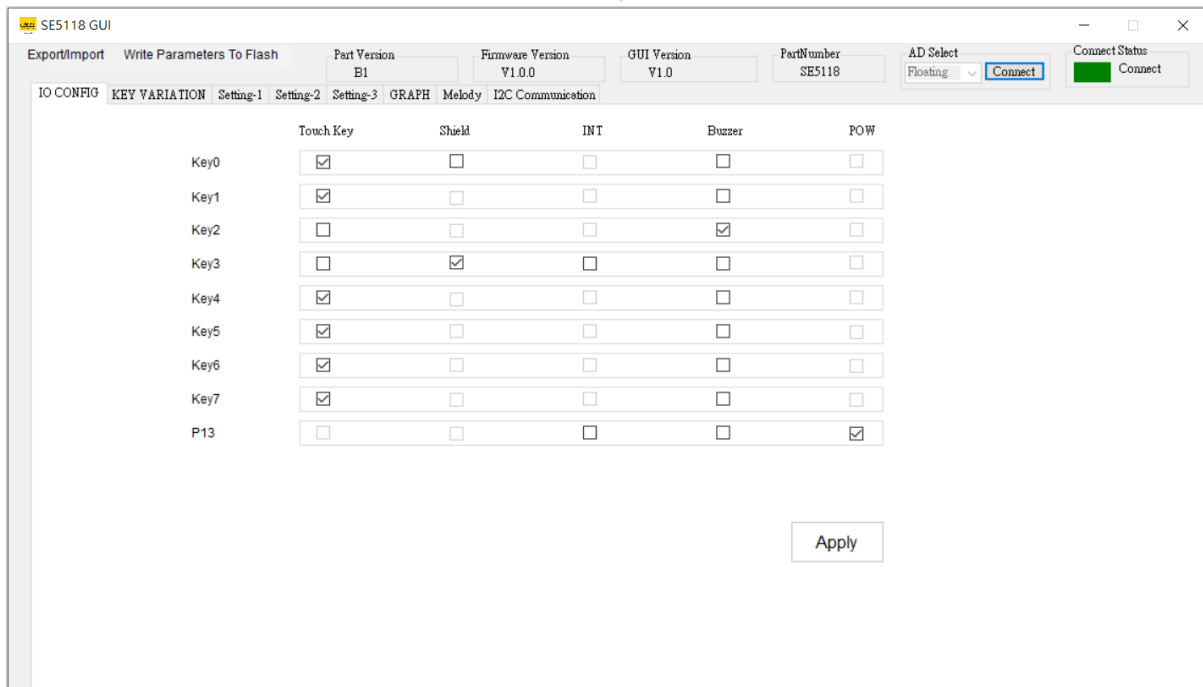 SE5118 GUI
Export/Import Write Parameters To Flash
Part Version
B1
Firmware Version
V1.0.0
GUI Version
V1.0
PartNumber
SE5118
AD Select
Floating Connect
Connect Status
Connect
IO CONFIG KEY VARIATION Setting-1 Setting-2 Setting-3 GRAPH Melody I2C Communication
Touch Key Shield INT Buzzer POW
Key0
Key1
Key2
Key3
Key4
Key5
Key6
Key7
P13
Apply